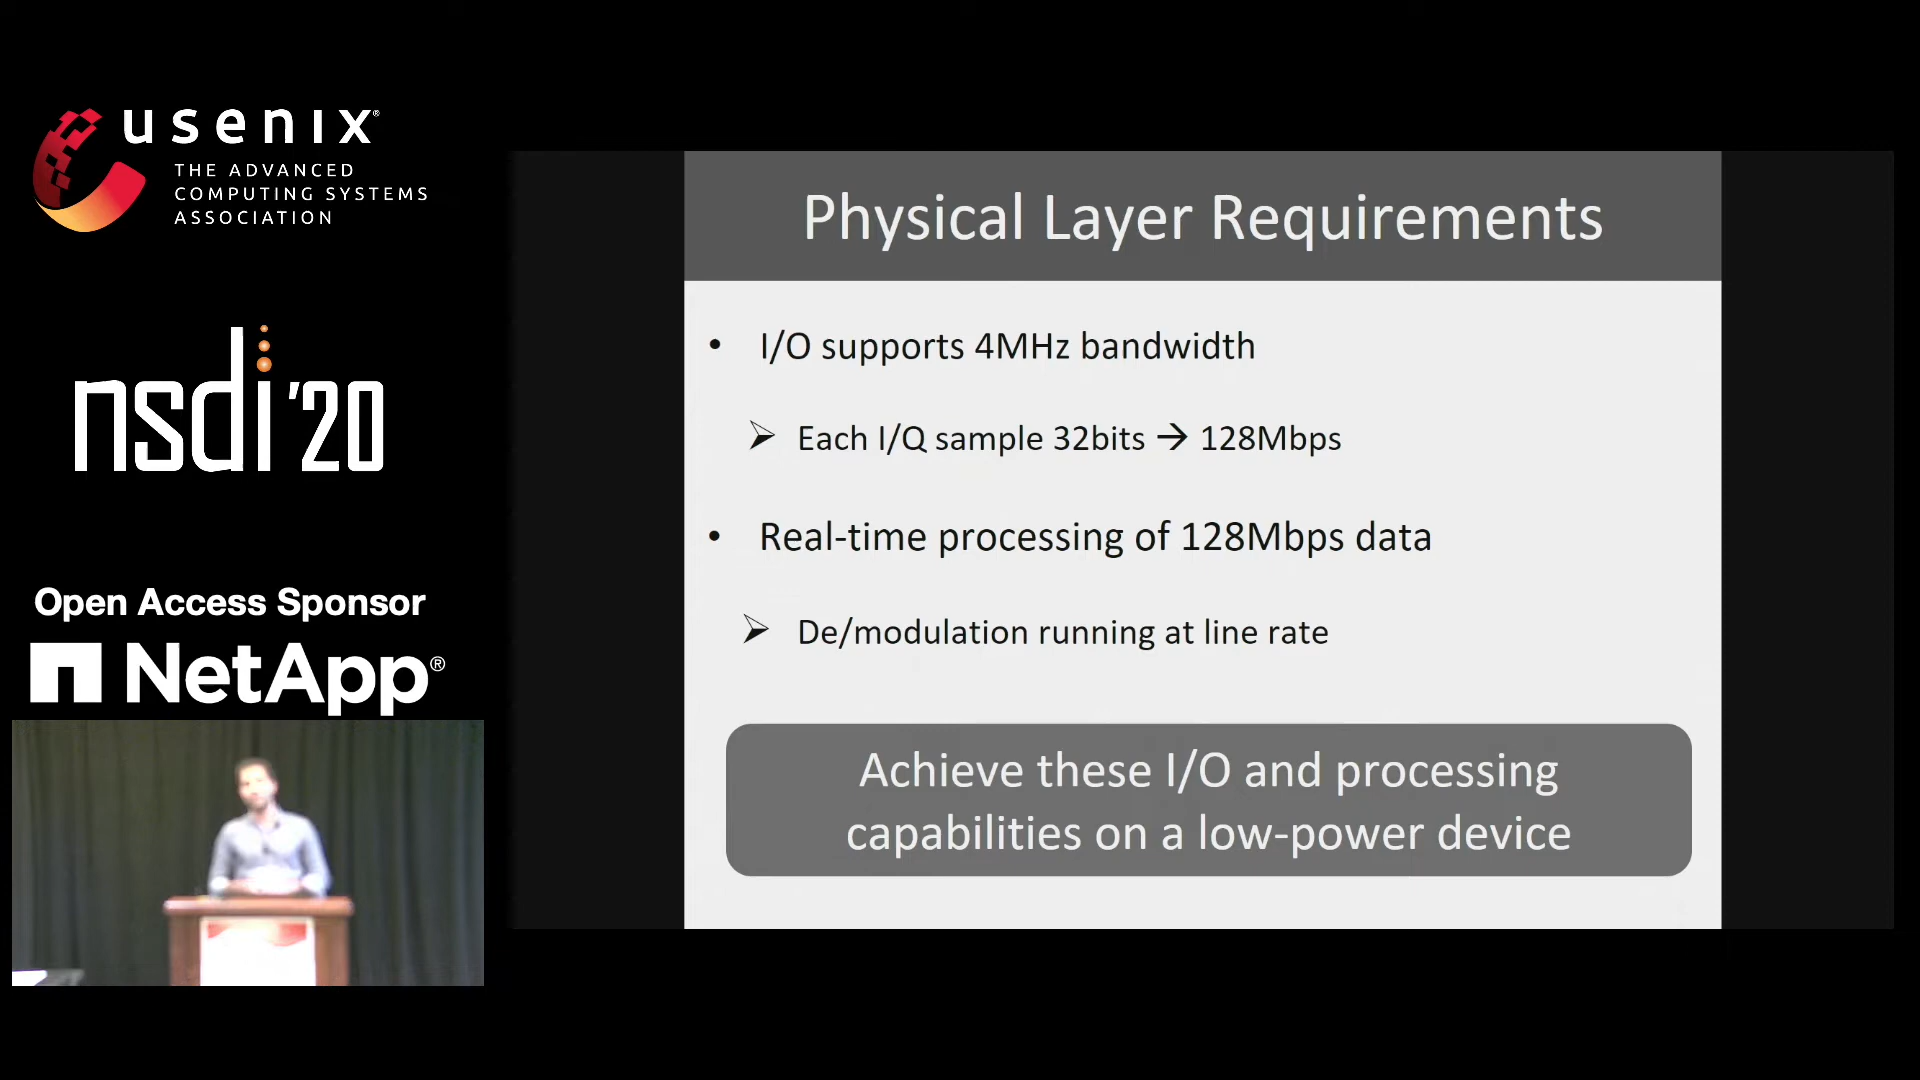 usenix®
THE ADVANCED
COMPUTING SYSTEMS
ASSOCIATION
nsdi '20
Open Access Sponsor
NetApp®
Physical Layer Requirements
• I/O supports 4MHz bandwidth
➢ Each I/Q sample 32bits → 128Mbps
• Real-time processing of 128Mbps data
➢ De/modulation running at line rate
Achieve these I/O and processing
capabilities on a low-power device